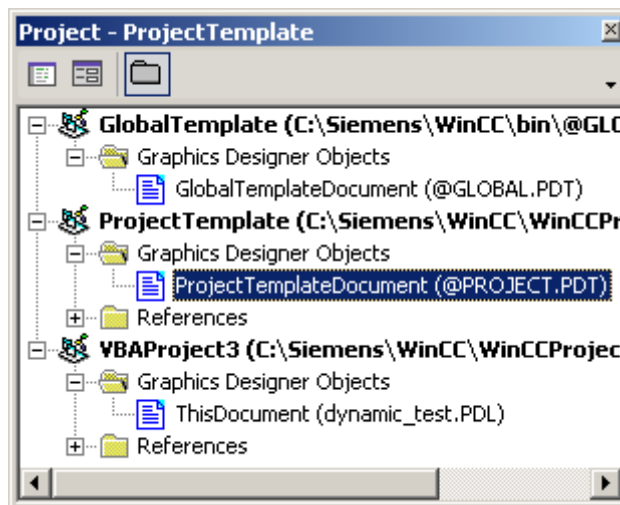 Project - ProjectTemplate
GlobalTemplate (C:\Siemens\WinCC\bin\@GLO
Graphics Designer Objects
GlobalTemplateDocument (@GLOBAL.PDT)
ProjectTemplate (C:\Siemens\WinCC\WinCCPr
Graphics Designer Objects
ProjectTemplateDocument (@PROJECT.PDT)
References
VBAProject3 (C:\Siemens\WinCC\WinCCProjec
Graphics Designer Objects
ThisDocument (dynamic_test.PDL)
References